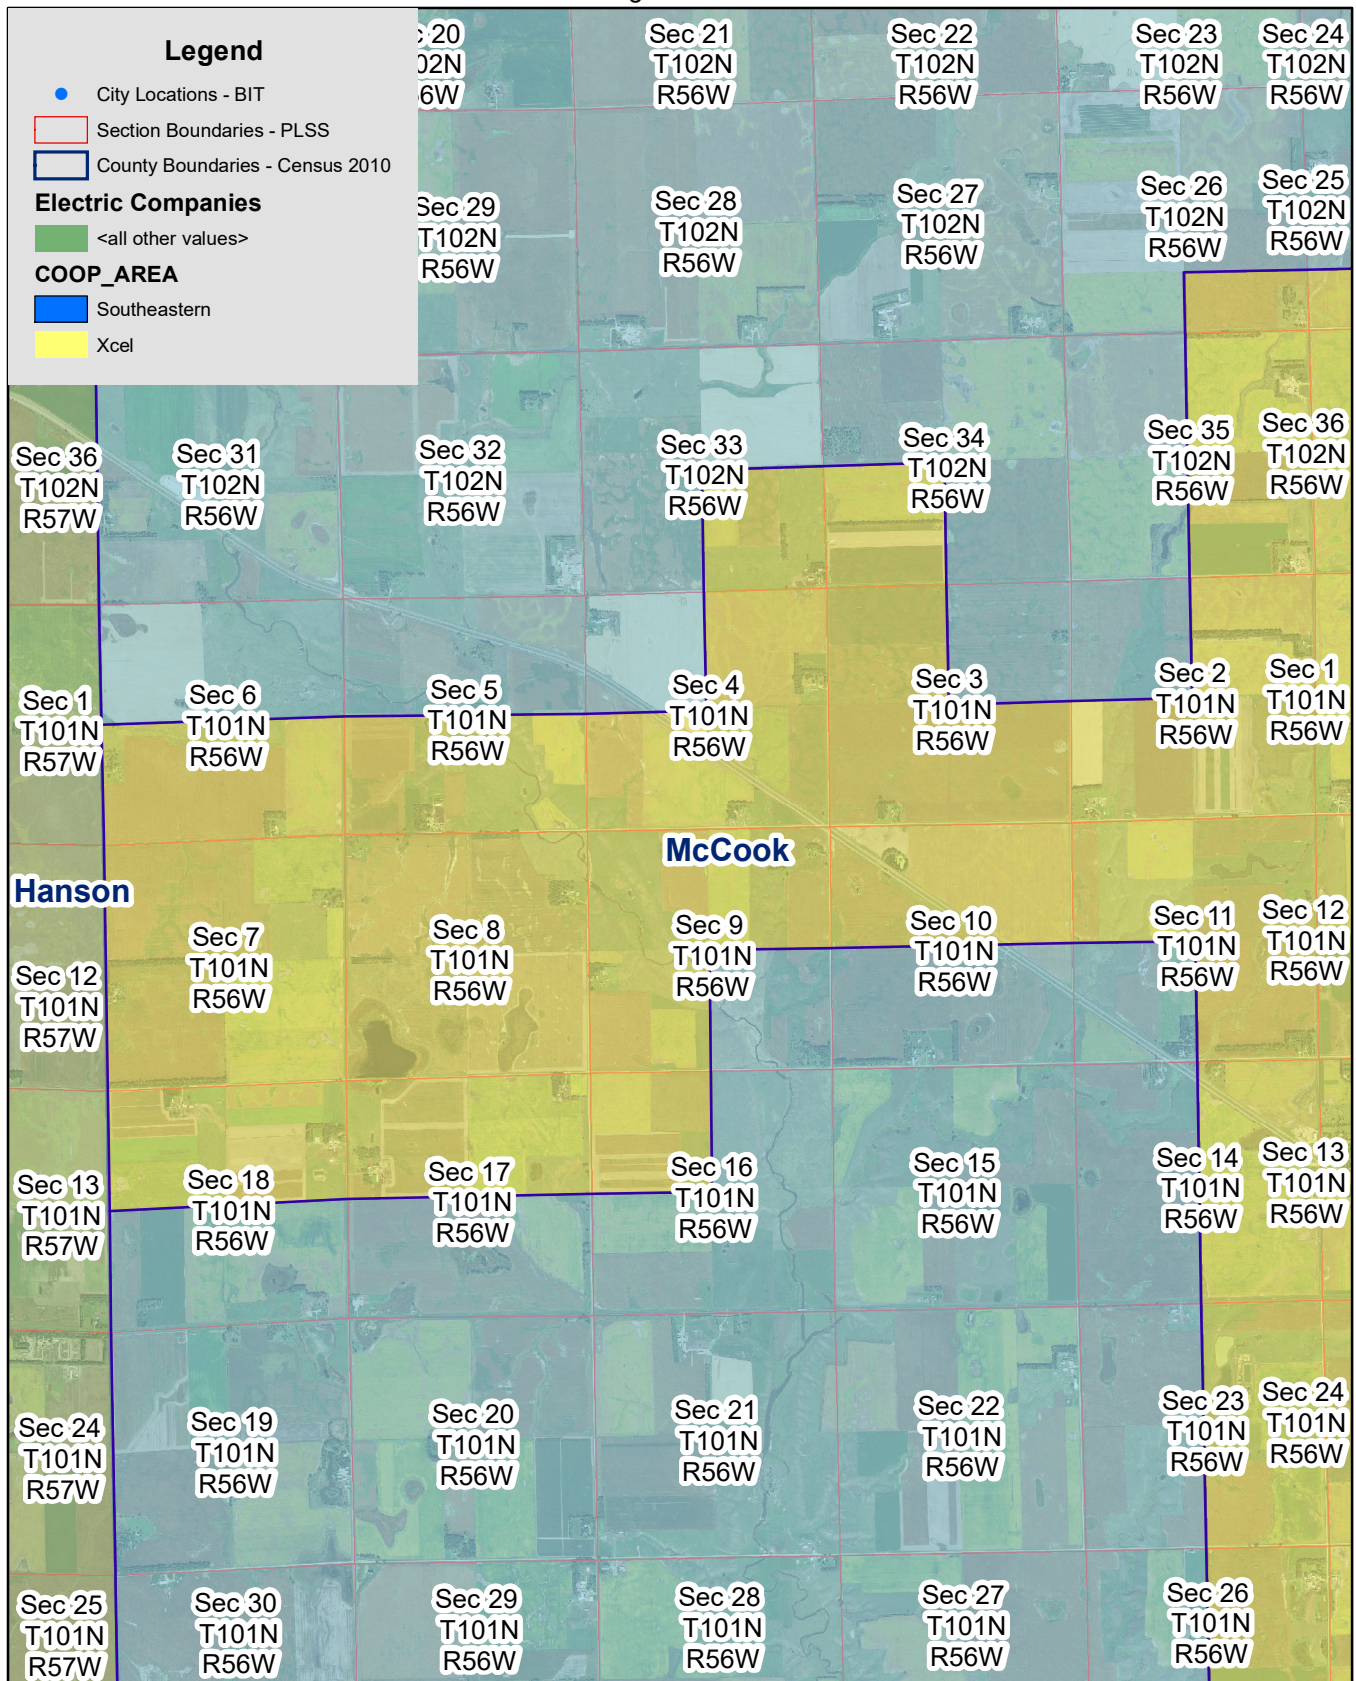 Legend
City Locations - BIT
Section Boundaries - PLSS
County Boundaries - Census 2010
Electric Companies
<all other values>
COOP_AREA
Southeastern
Xcel
20
02N
6W
Sec 21
T102N
R56W
Sec 22
T102N
R56W
Sec 23
T102N
R56W
Sec 24
T102N
R56W
Sec 29
T102N
R56W
Sec 28
T102N
R56W
Sec 27
T102N
R56W
Sec 26
T102N
R56W
Sec 25
T102N
R56W
Sec 36
T102N
R57W
Sec 31
T102N
R56W
Sec 32
T102N
R56W
Sec 33
T102N
R56W
Sec 34
T102N
R56W
Sec 35
T102N
R56W
Sec 36
T102N
R56W
Sec 1
T101N
R57W
Sec 6
T101N
R56W
Sec 5
T101N
R56W
Sec 4
T101N
R56W
Sec 3
T101N
R56W
Sec 2
T101N
R56W
Sec 1
T101N
R56W
McCook
Hanson
Sec 12
T101N
R57W
Sec 7
T101N
R56W
Sec 8
T101N
R56W
Sec 9
T101N
R56W
Sec 10
T101N
R56W
Sec 11
T101N
R56W
Sec 12
T101N
R56W
Sec 13
T101N
R57W
Sec 18
T101N
R56W
Sec 17
T101N
R56W
Sec 16
T101N
R56W
Sec 15
T101N
R56W
Sec 14
T101N
R56W
Sec 13
T101N
R56W
Sec 24
T101N
R57W
Sec 19
T101N
R56W
Sec 20
T101N
R56W
Sec 21
T101N
R56W
Sec 22
T101N
R56W
Sec 23
T101N
R56W
Sec 24
T101N
R56W
Sec 25
T101N
R57W
Sec 30
T101N
R56W
Sec 29
T101N
R56W
Sec 28
T101N
R56W
Sec 27
T101N
R56W
Sec 26
T101N
R56W